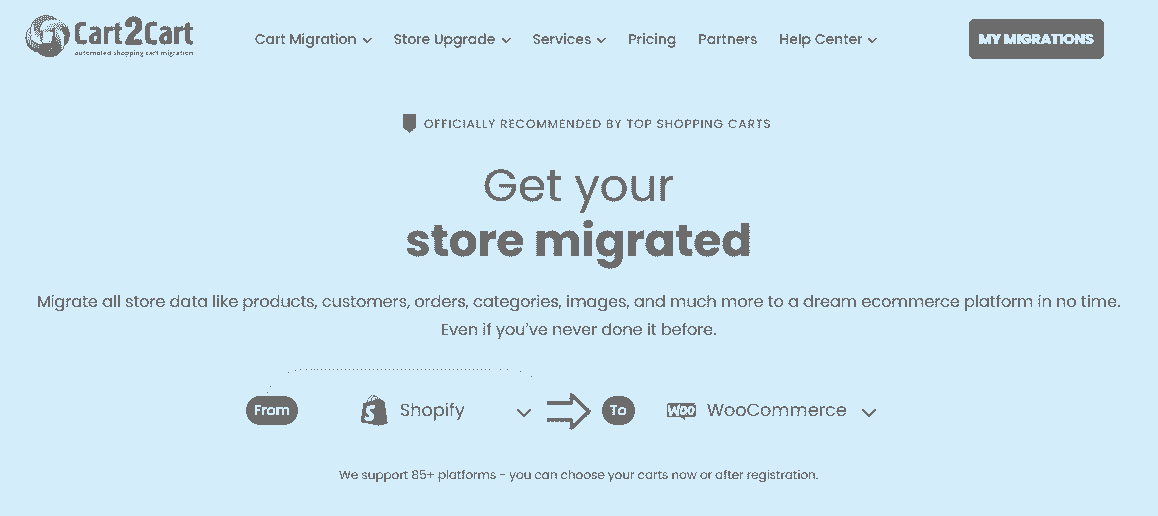 Cart2Cart
automated shopping cart migration
Cart Migration Store Upgrade Services Pricing Partners Help Center
MY MIGRATIONS
OFFICIALLY RECOMMENDED BY TOP SHOPPING CARTS
Get your
store migrated
Migrate all store data like products, customers, orders, categories, images, and much more to a dream ecommerce platform in no time.
Even if you've never done it before.
From Shopify To Woo WooCommerce
We support 85+ platforms - you can choose your carts now or after registration.